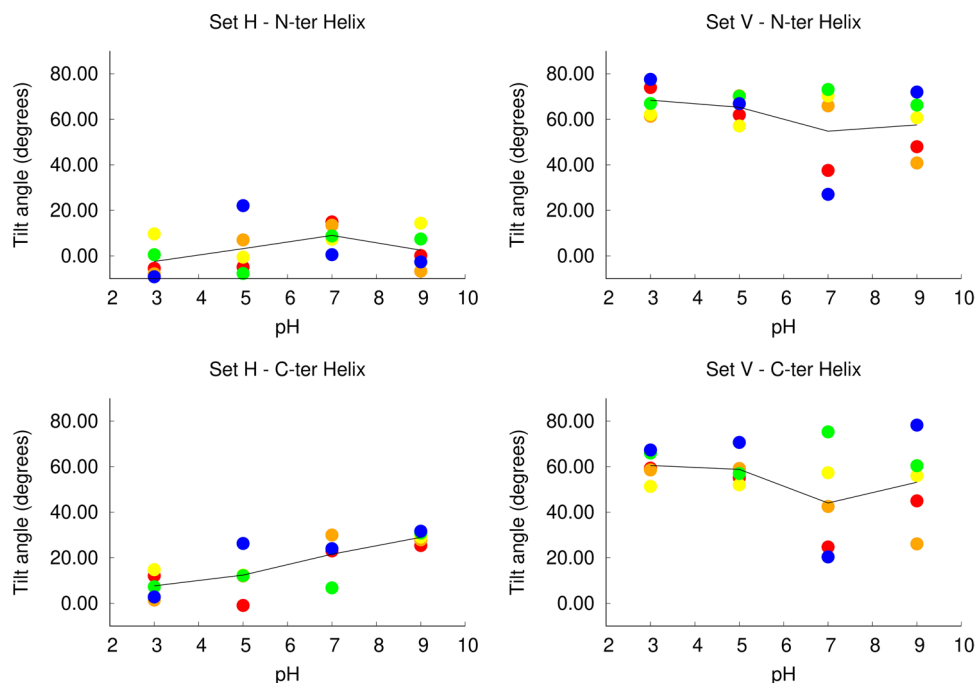 Set H - N-ter Helix
Tilt angle (degrees)
80.00
60.00
40.00
20.00
0.00
2 3 4 5 6 7 8 9 10
pH
Set V - N-ter Helix
Tilt angle (degrees)
80.00
60.00
40.00
20.00
0.00
2 3 4 5 6 7 8 9 10
pH
Set H - C-ter Helix
Tilt angle (degrees)
80.00
60.00
40.00
20.00
0.00
2 3 4 5 6 7 8 9 10
pH
Set V - C-ter Helix
Tilt angle (degrees)
80.00
60.00
40.00
20.00
0.00
2 3 4 5 6 7 8 9 10
pH